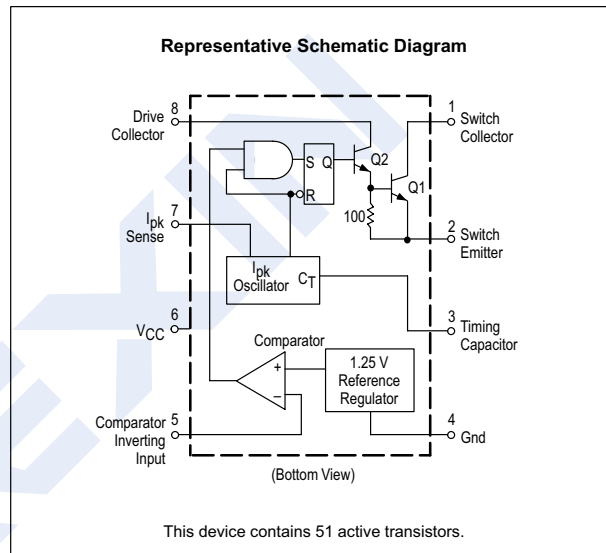 Representative Schematic Diagram
8
Drive
Collector
1
Switch
Collector
S Q
R
Q2
Q1
100
7
Ipk
Sense
2
Switch
Emitter
Ipk
Oscillator
CT
6
VCC
3
Timing
Capacitor
Comparator
+
–
1.25 V
Reference
Regulator
5
Comparator
Inverting
Input
4
Gnd
(Bottom View)
This device contains 51 active transistors.